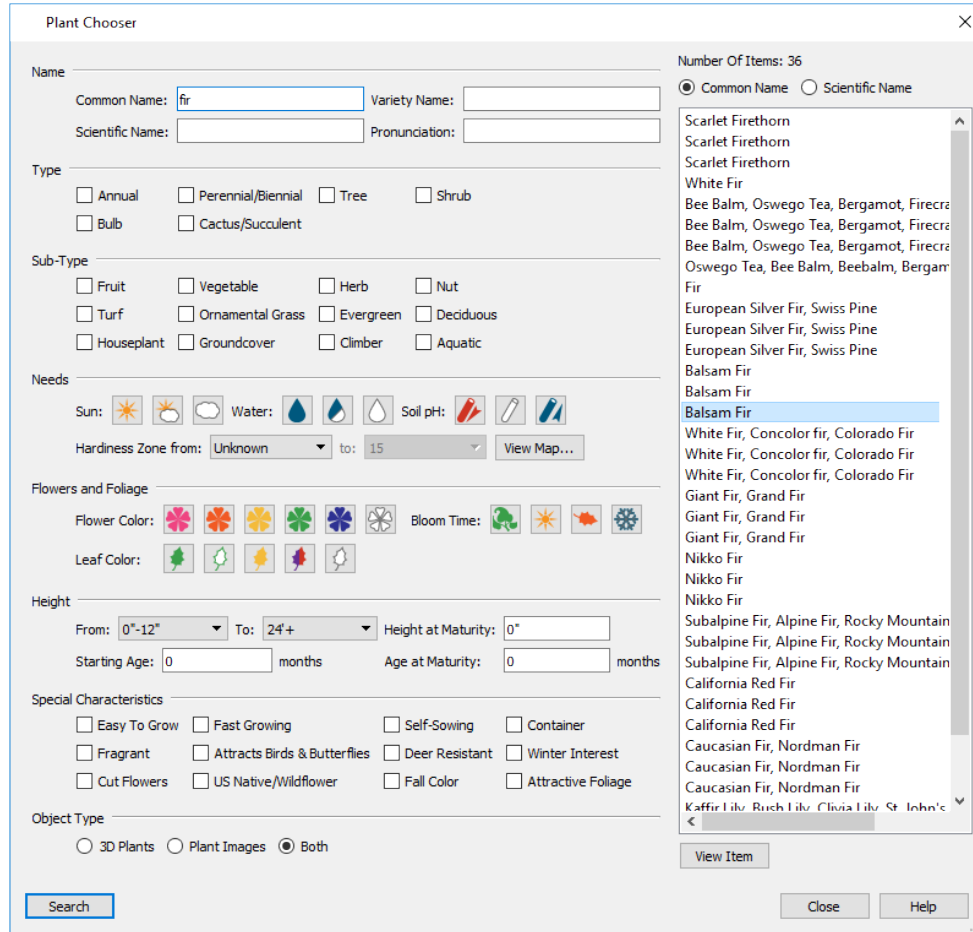 Plant Chooser
Name
Common Name: fir Variety Name:
Scientific Name: Pronunciation:
Type
Annual Perennial/Biennial Tree Shrub
Bulb Cactus/Succulent
Sub-Type
Fruit Vegetable Herb Nut
Turf Ornamental Grass Evergreen Deciduous
Houseplant Groundcover Climber Aquatic
Needs
Sun: Water: Soil pH:
Hardiness Zone from: Unknown to: 15 View Map...
Flowers and Foliage
Flower Color: Bloom Time:
Leaf Color:
Height
From: 0"-12" To: 24'+ Height at Maturity: 0"
Starting Age: 0 months Age at Maturity: 0 months
Special Characteristics
Easy To Grow Fast Growing Self-Sowing Container
Fragrant Attracts Birds & Butterflies Deer Resistant Winter Interest
Cut Flowers US Native/Wildflower Fall Color Attractive Foliage
Object Type
3D Plants Plant Images Both
Search
Number Of Items: 36
Common Name Scientific Name
Scarlet Firethorn
Scarlet Firethorn
Scarlet Firethorn
White Fir
Bee Balm, Oswego Tea, Bergamot, Firecra
Bee Balm, Oswego Tea, Bergamot, Firecra
Bee Balm, Oswego Tea, Bergamot, Firecra
Oswego Tea, Bee Balm, Beebalm, Bergam
Fir
European Silver Fir, Swiss Pine
European Silver Fir, Swiss Pine
European Silver Fir, Swiss Pine
Balsam Fir
Balsam Fir
Balsam Fir
White Fir, Concolor fir, Colorado Fir
White Fir, Concolor fir, Colorado Fir
White Fir, Concolor fir, Colorado Fir
Giant Fir, Grand Fir
Giant Fir, Grand Fir
Giant Fir, Grand Fir
Nikko Fir
Nikko Fir
Nikko Fir
Subalpine Fir, Alpine Fir, Rocky Mountain
Subalpine Fir, Alpine Fir, Rocky Mountain
Subalpine Fir, Alpine Fir, Rocky Mountain
California Red Fir
California Red Fir
California Red Fir
Caucasian Fir, Nordman Fir
Caucasian Fir, Nordman Fir
Caucasian Fir, Nordman Fir
Kaffir Lily, Bush Lily, Clivia Lily, St. John's
View Item
Close Help